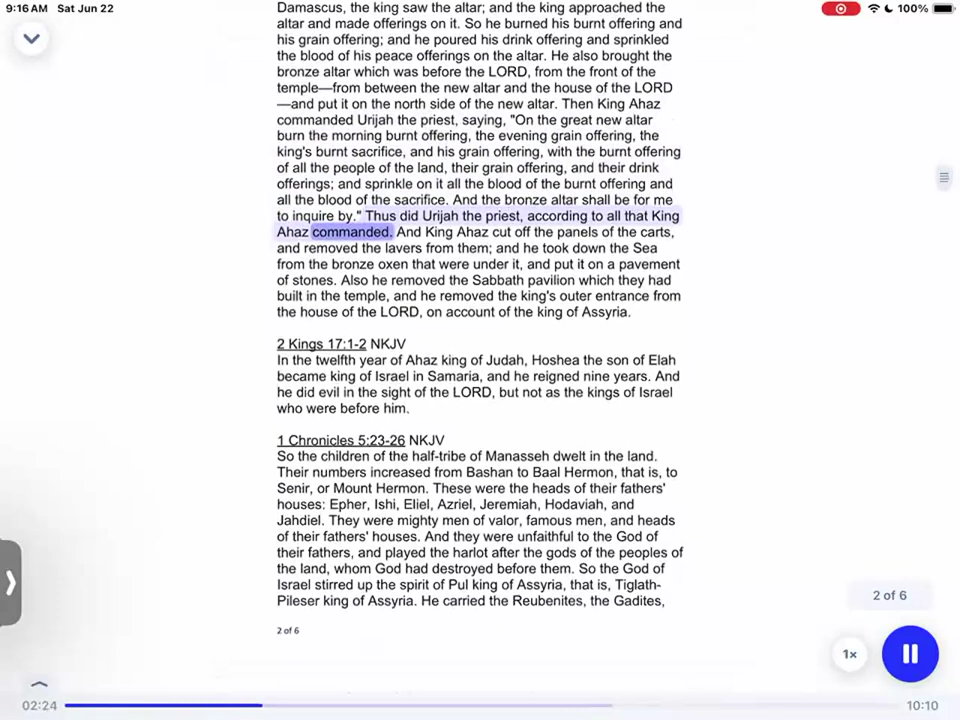 9:16 AM Sat Jun 22
100%
Damascus, the king saw the altar; and the king approached the
altar and made offerings on it. So he burned his burnt offering and
his grain offering; and he poured his drink offering and sprinkled
the blood of his peace offerings on the altar. He also brought the
bronze altar which was before the LORD, from the front of the
temple—from between the new altar and the house of the LORD
—and put it on the north side of the new altar. Then King Ahaz
commanded Urijah the priest, saying, "On the great new altar
burn the morning burnt offering, the evening grain offering, the
king's burnt sacrifice, and his grain offering, with the burnt offering
of all the people of the land, their grain offering, and their drink
offerings; and sprinkle on it all the blood of the burnt offering and
all the blood of the sacrifice. And the bronze altar shall be for me
to inquire by." Thus did Urijah the priest, according to all that King
Ahaz commanded. And King Ahaz cut off the panels of the carts,
and removed the lavers from them; and he took down the Sea
from the bronze oxen that were under it, and put it on a pavement
of stones. Also he removed the Sabbath pavilion which they had
built in the temple, and he removed the king's outer entrance from
the house of the LORD, on account of the king of Assyria.
2 Kings 17:1-2 NKJV
In the twelfth year of Ahaz king of Judah, Hoshea the son of Elah
became king of Israel in Samaria, and he reigned nine years. And
he did evil in the sight of the LORD, but not as the kings of Israel
who were before him.
1 Chronicles 5:23-26 NKJV
So the children of the half-tribe of Manasseh dwelt in the land.
Their numbers increased from Bashan to Baal Hermon, that is, to
Senir, or Mount Hermon. These were the heads of their fathers'
houses: Epher, Ishi, Eliel, Azriel, Jeremiah, Hodaviah, and
Jahdiel. They were mighty men of valor, famous men, and heads
of their fathers' houses. And they were unfaithful to the God of
their fathers, and played the harlot after the gods of the peoples of
the land, whom God had destroyed before them. So the God of
Israel stirred up the spirit of Pul king of Assyria, that is, Tiglath-
Pileser king of Assyria. He carried the Reubenites, the Gadites,
2 of 6
2 of 6
1×
02:24
10:10